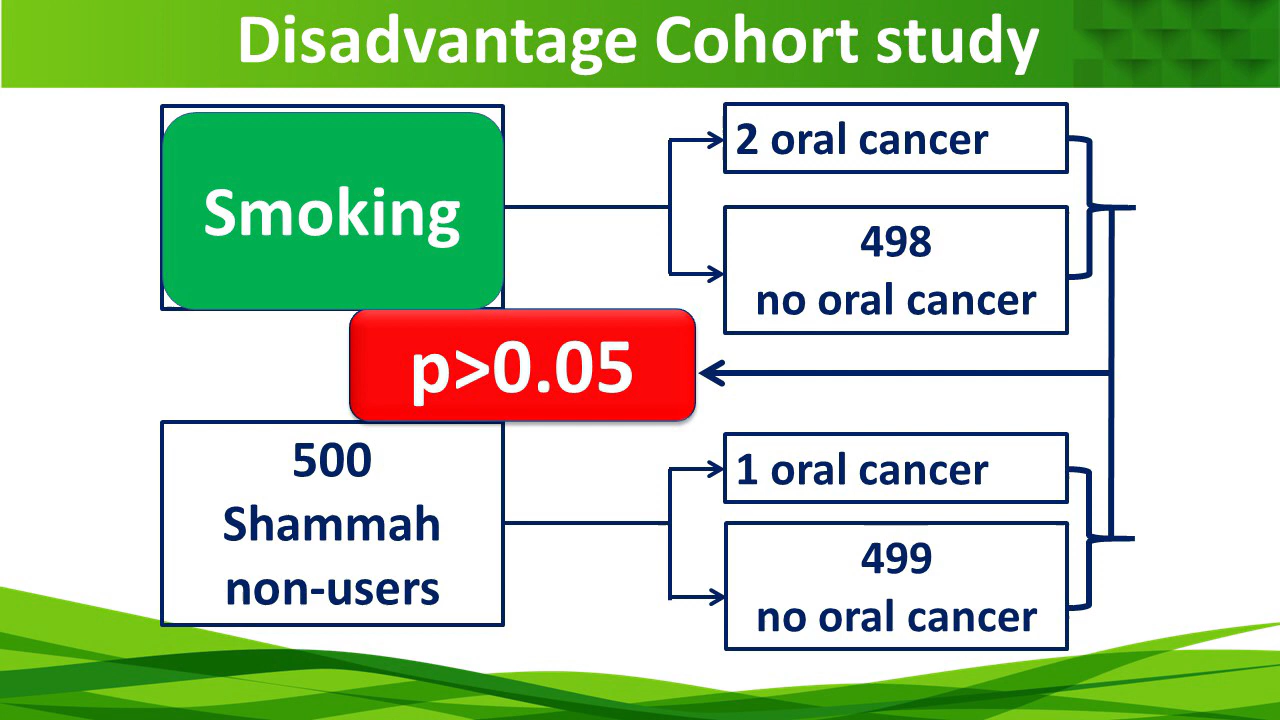 Disadvantage Cohort study
Smoking
2 oral cancer
498
no oral cancer
p>0.05
500
Shammah
non-users
1 oral cancer
499
no oral cancer